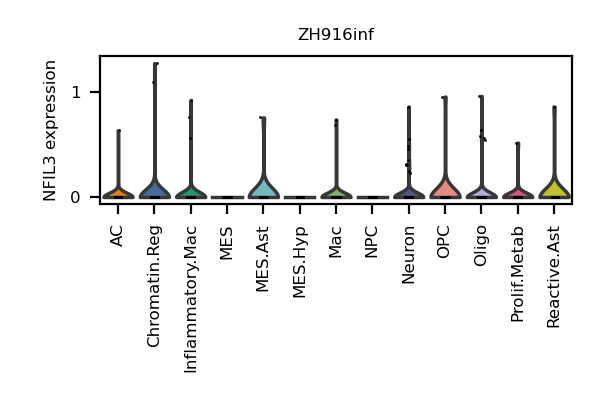 ZH916inf
NFIL3 expression
1
0
AC
Chromatin.Reg
Inflammatory.Mac
MES
MES.Ast
MES.Hyp
Mac
NPC
Neuron
OPC
Oligo
Prolif.Metab
Reactive.Ast